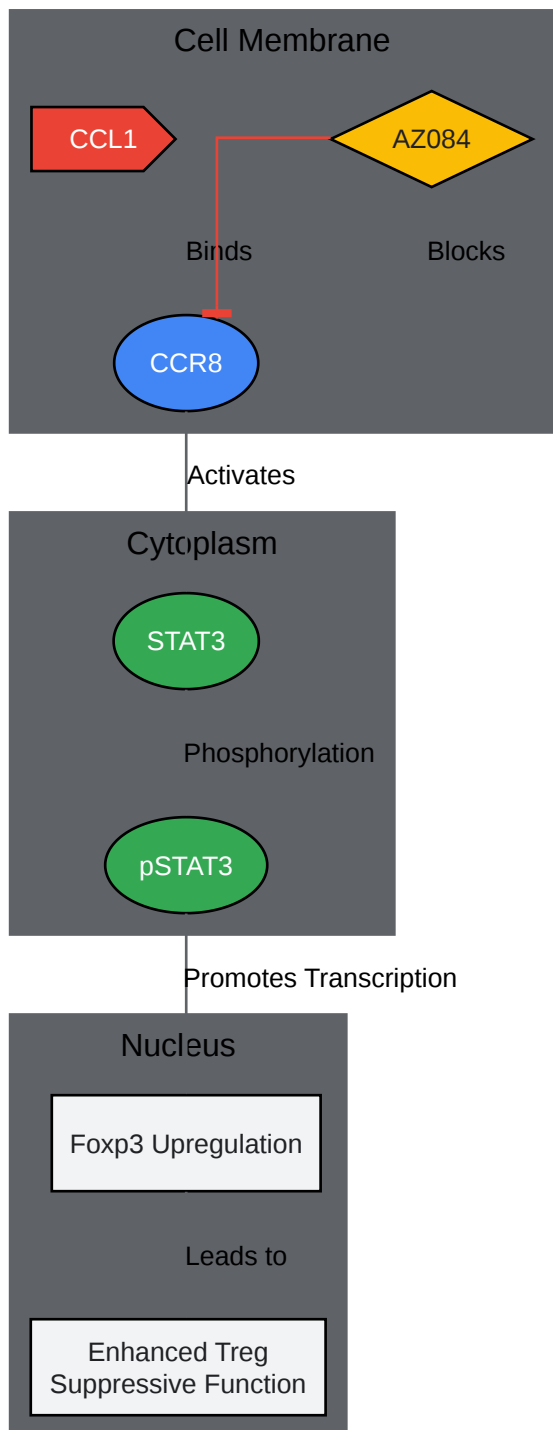 Cell Membrane
CCL1
AZ084
Binds
Blocks
CCR8
Activates
Cytoplasm
STAT3
Phosphorylation
pSTAT3
Promotes Transcription
Nucleus
Foxp3 Upregulation
Leads to
Enhanced Treg
Suppressive Function